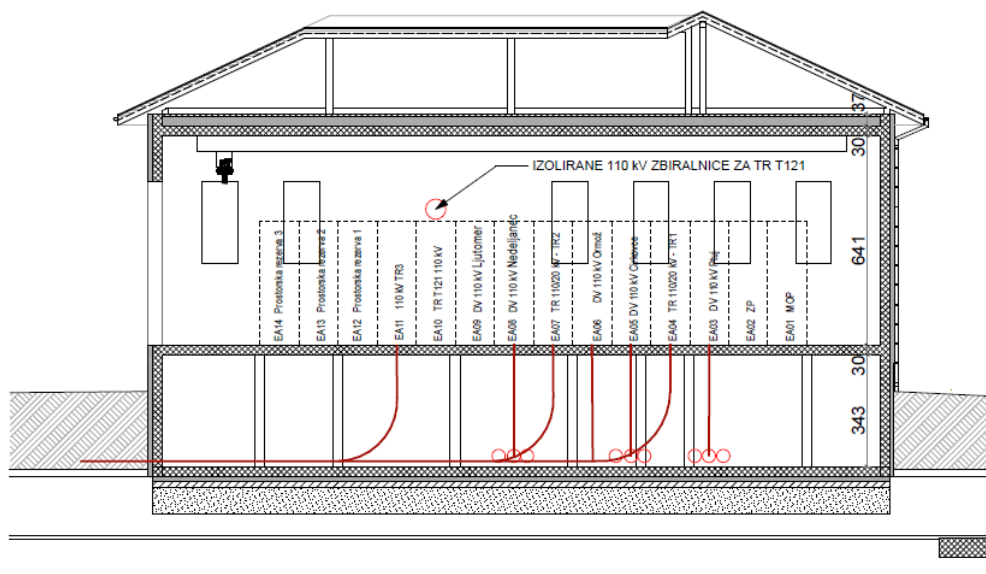 IZOLIRANE 110 kV ZBIRALNICE ZA TR T121
EA14 Prostorska rezerva 3
EA13 Prostorska rezerva 2
EA12 Prostorska rezerva 1
EA11 110 kV TR3
EA10 TR T121 110 kV
EA09 DV 110 kV Ljutomer
EA08 DV 110 kV Nedeljanec
EA07 TR 110/20 kV - TR2
EA06 DV 110 kV Ormož
EA05 DV 110 kV Cirkovce
EA04 TR 110/20 kV - TR1
EA03 DV 110 kV Ptuj
EA02 ZP
EA01 MOP
37
30
641
30
343